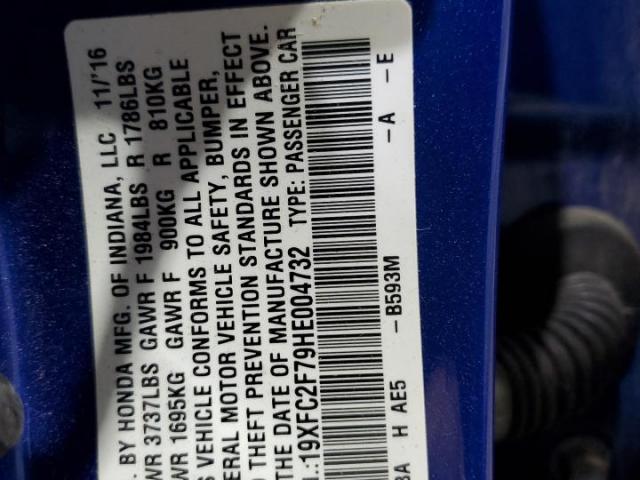 BY HONDA MFG. OF INDIANA, LLC 11/'16
WR 3737LBS GAWR F 1984LBS R 1786LBS
WR 1695KG GAWR F 900KG R 810KG
VEHICLE CONFORMS TO ALL APPLICABLE
ERAL MOTOR VEHICLE SAFETY, BUMPER,
THEFT PREVENTION STANDARDS IN EFFECT
THE DATE OF MANUFACTURE SHOWN ABOVE.
19XFC2F79HE004732 TYPE: PASSENGER CAR
-B593M -A -E
BA H AE5